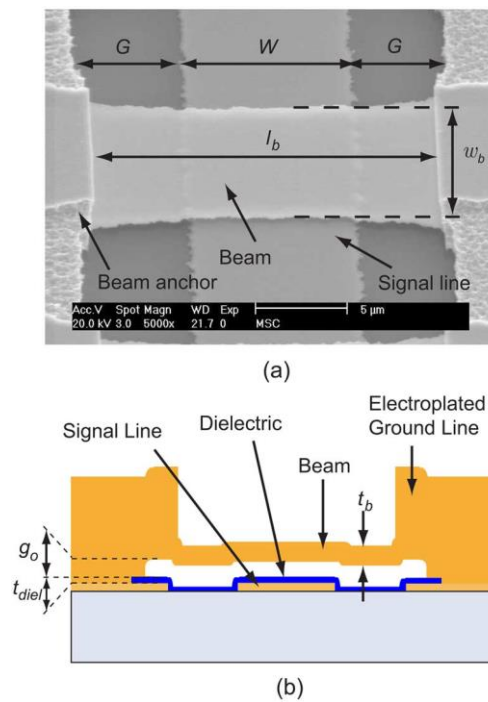 G W G
l_b
w_b
Beam
Beam anchor
Signal line
Acc.V Spot Magn WD Exp 5 μm
20.0 kV 3.0 5000x 21.7 0 MSC
(a)
Electroplated
Ground Line
Dielectric
Signal Line
Beam
t_b
g_o
t_diel
(b)